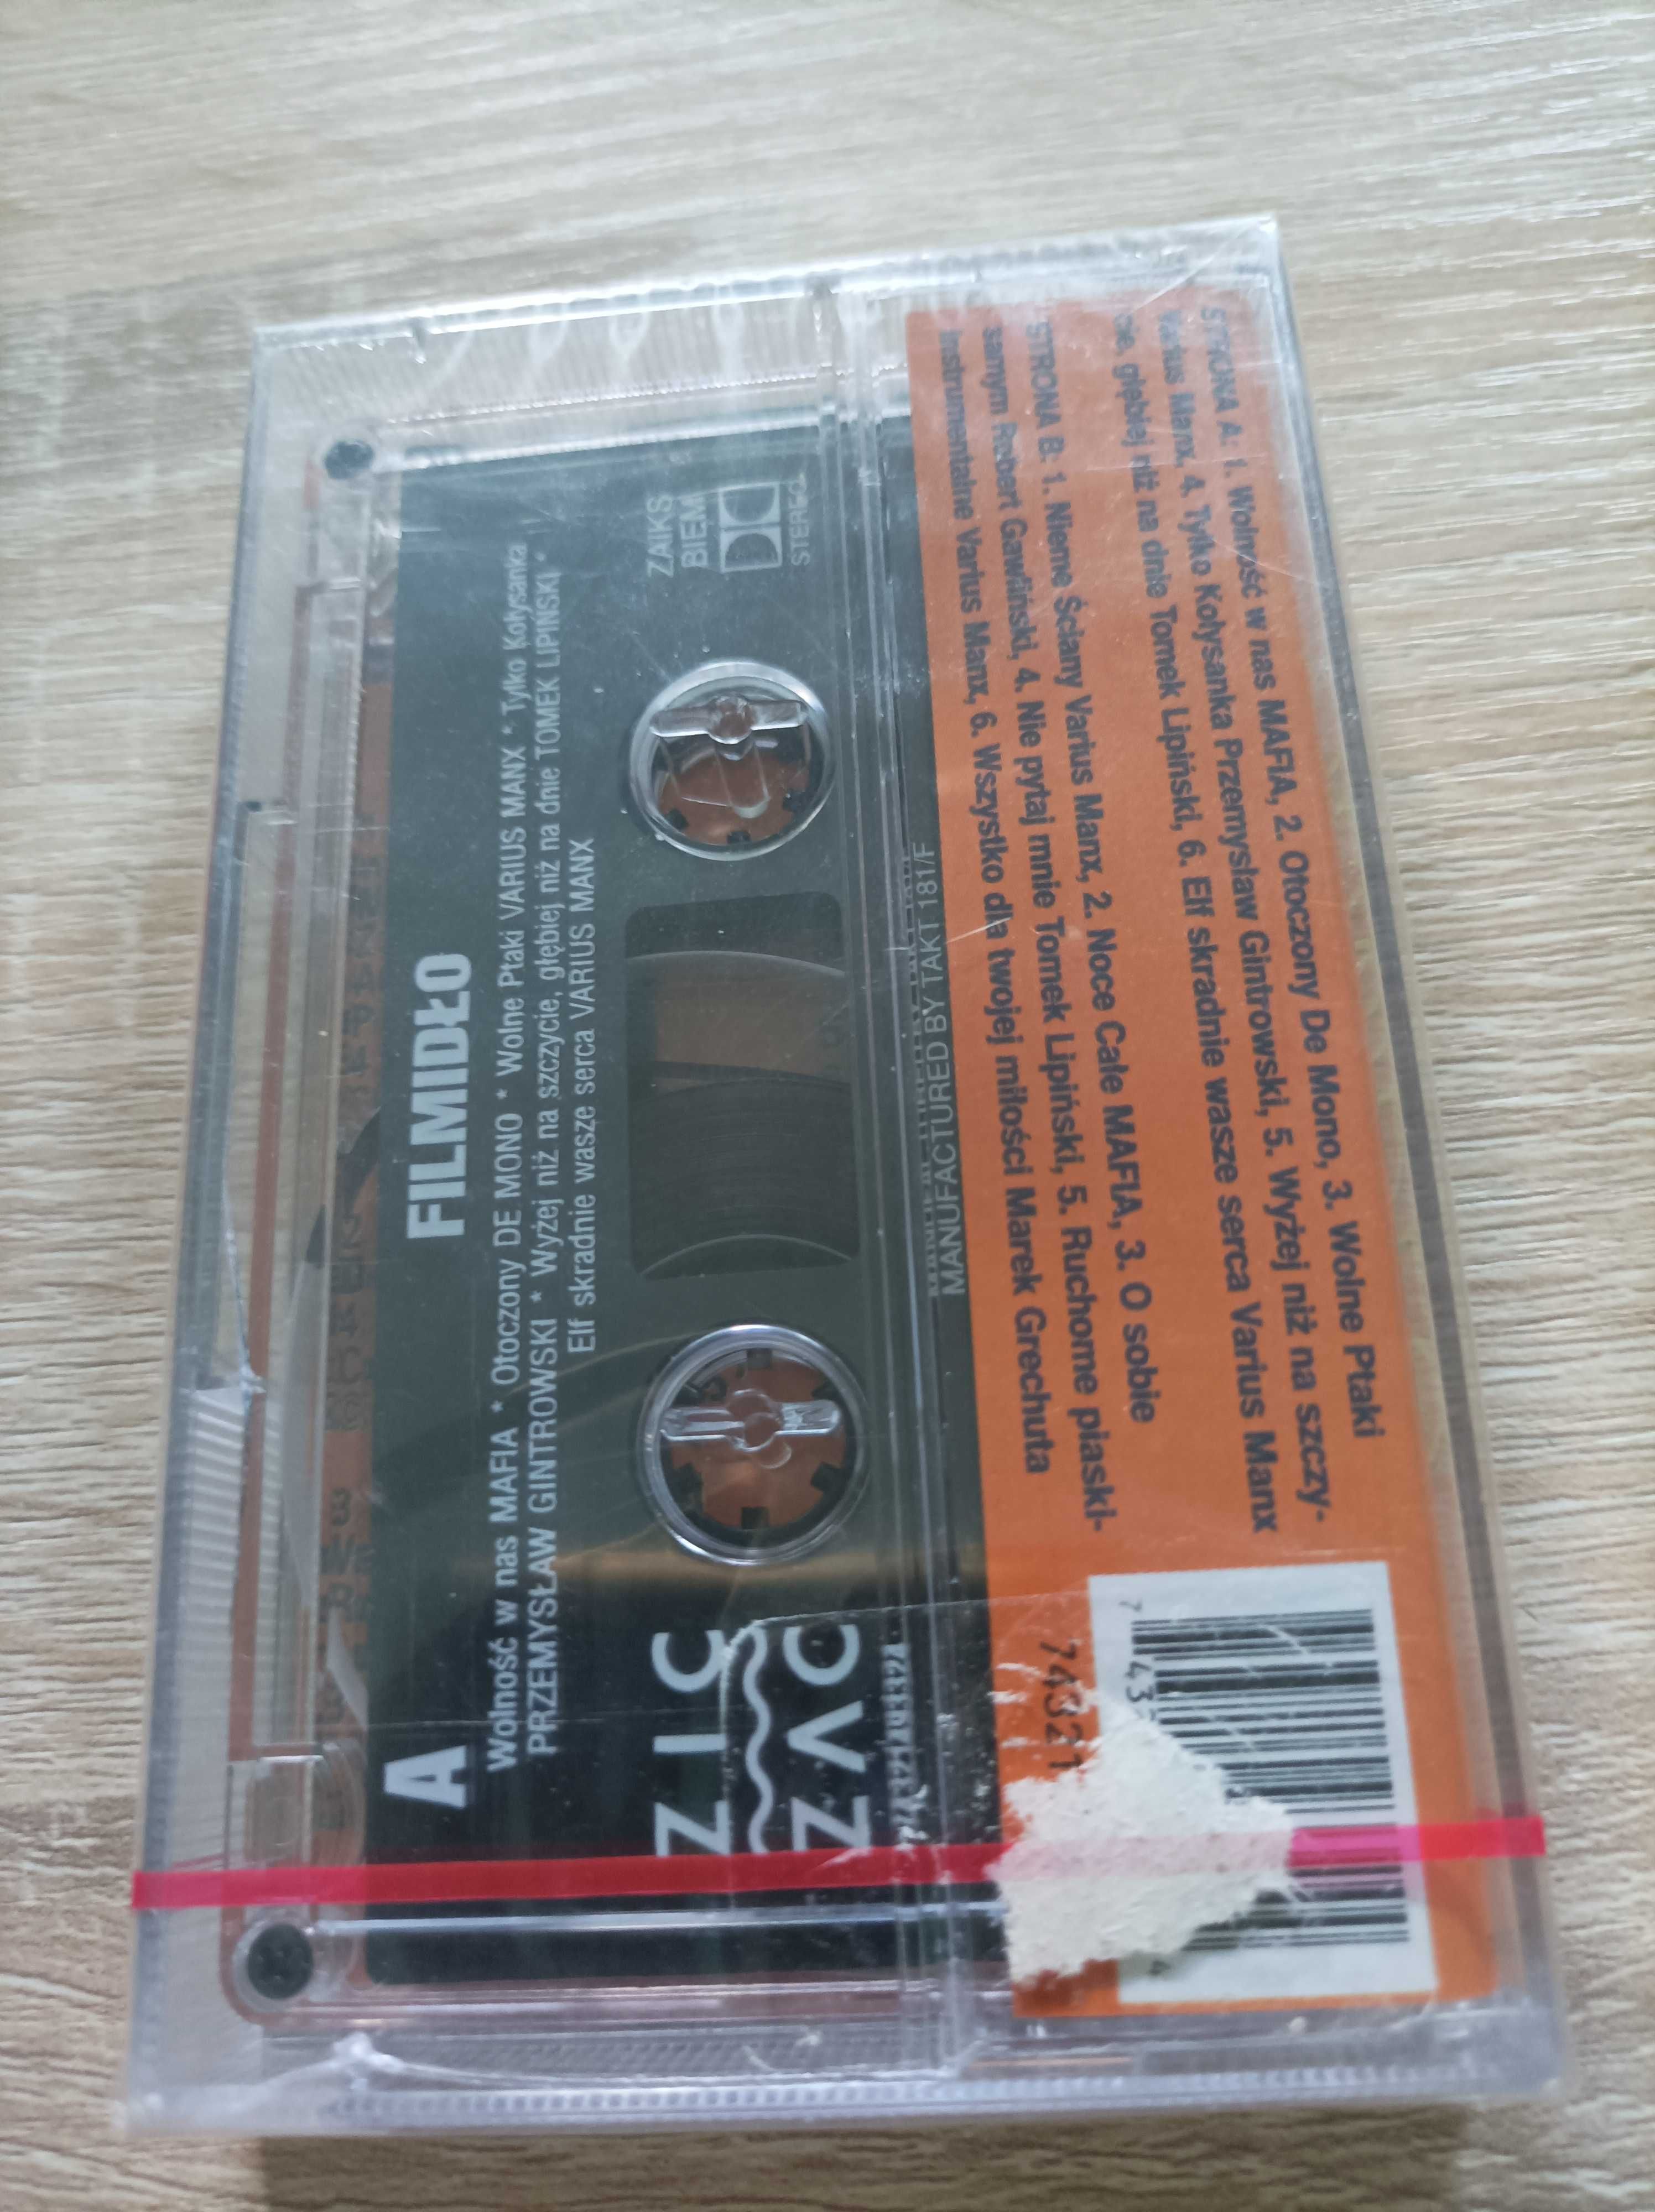 A
FILMIDŁO
Wolność w nas MAFIA * Otoczony DE MONO * Wolne Ptaki VARIUS MANX * Tylko Kołysanka
PRZEMYSŁAW GINTROWSKI * Wyżej niż na szczycie, głębiej niż na dnie TOMEK LIPIŃSKI *
Elf skradnie wasze serca VARIUS MANX
ZIC
ZAC
ZAIKS
BIEM
STEREO
MANUFACTURED BY TAKT 181/F
STRONA A: 1. Wolność w nas MAFIA, 2. Otoczony De Mono, 3. Wolne Ptaki
Varius Manx, 4. Tylko Kołysanka Przemysław Gintrowski, 5. Wyżej niż na szczy-
cie, głębiej niż na dnie Tomek Lipiński, 6. Elf skradnie wasze serca Varius Manx
STRONA B: 1. Nieme Ściany Varius Manx, 2. Noce Całe MAFIA, 3. O sobie
samym Robert Gawliński, 4. Nie pytaj mnie Tomek Lipiński, 5. Ruchome piaski-
instrumentalne Varius Manx, 6. Wszystko dla twojej miłości Marek Grechuta
74321
7
43
4